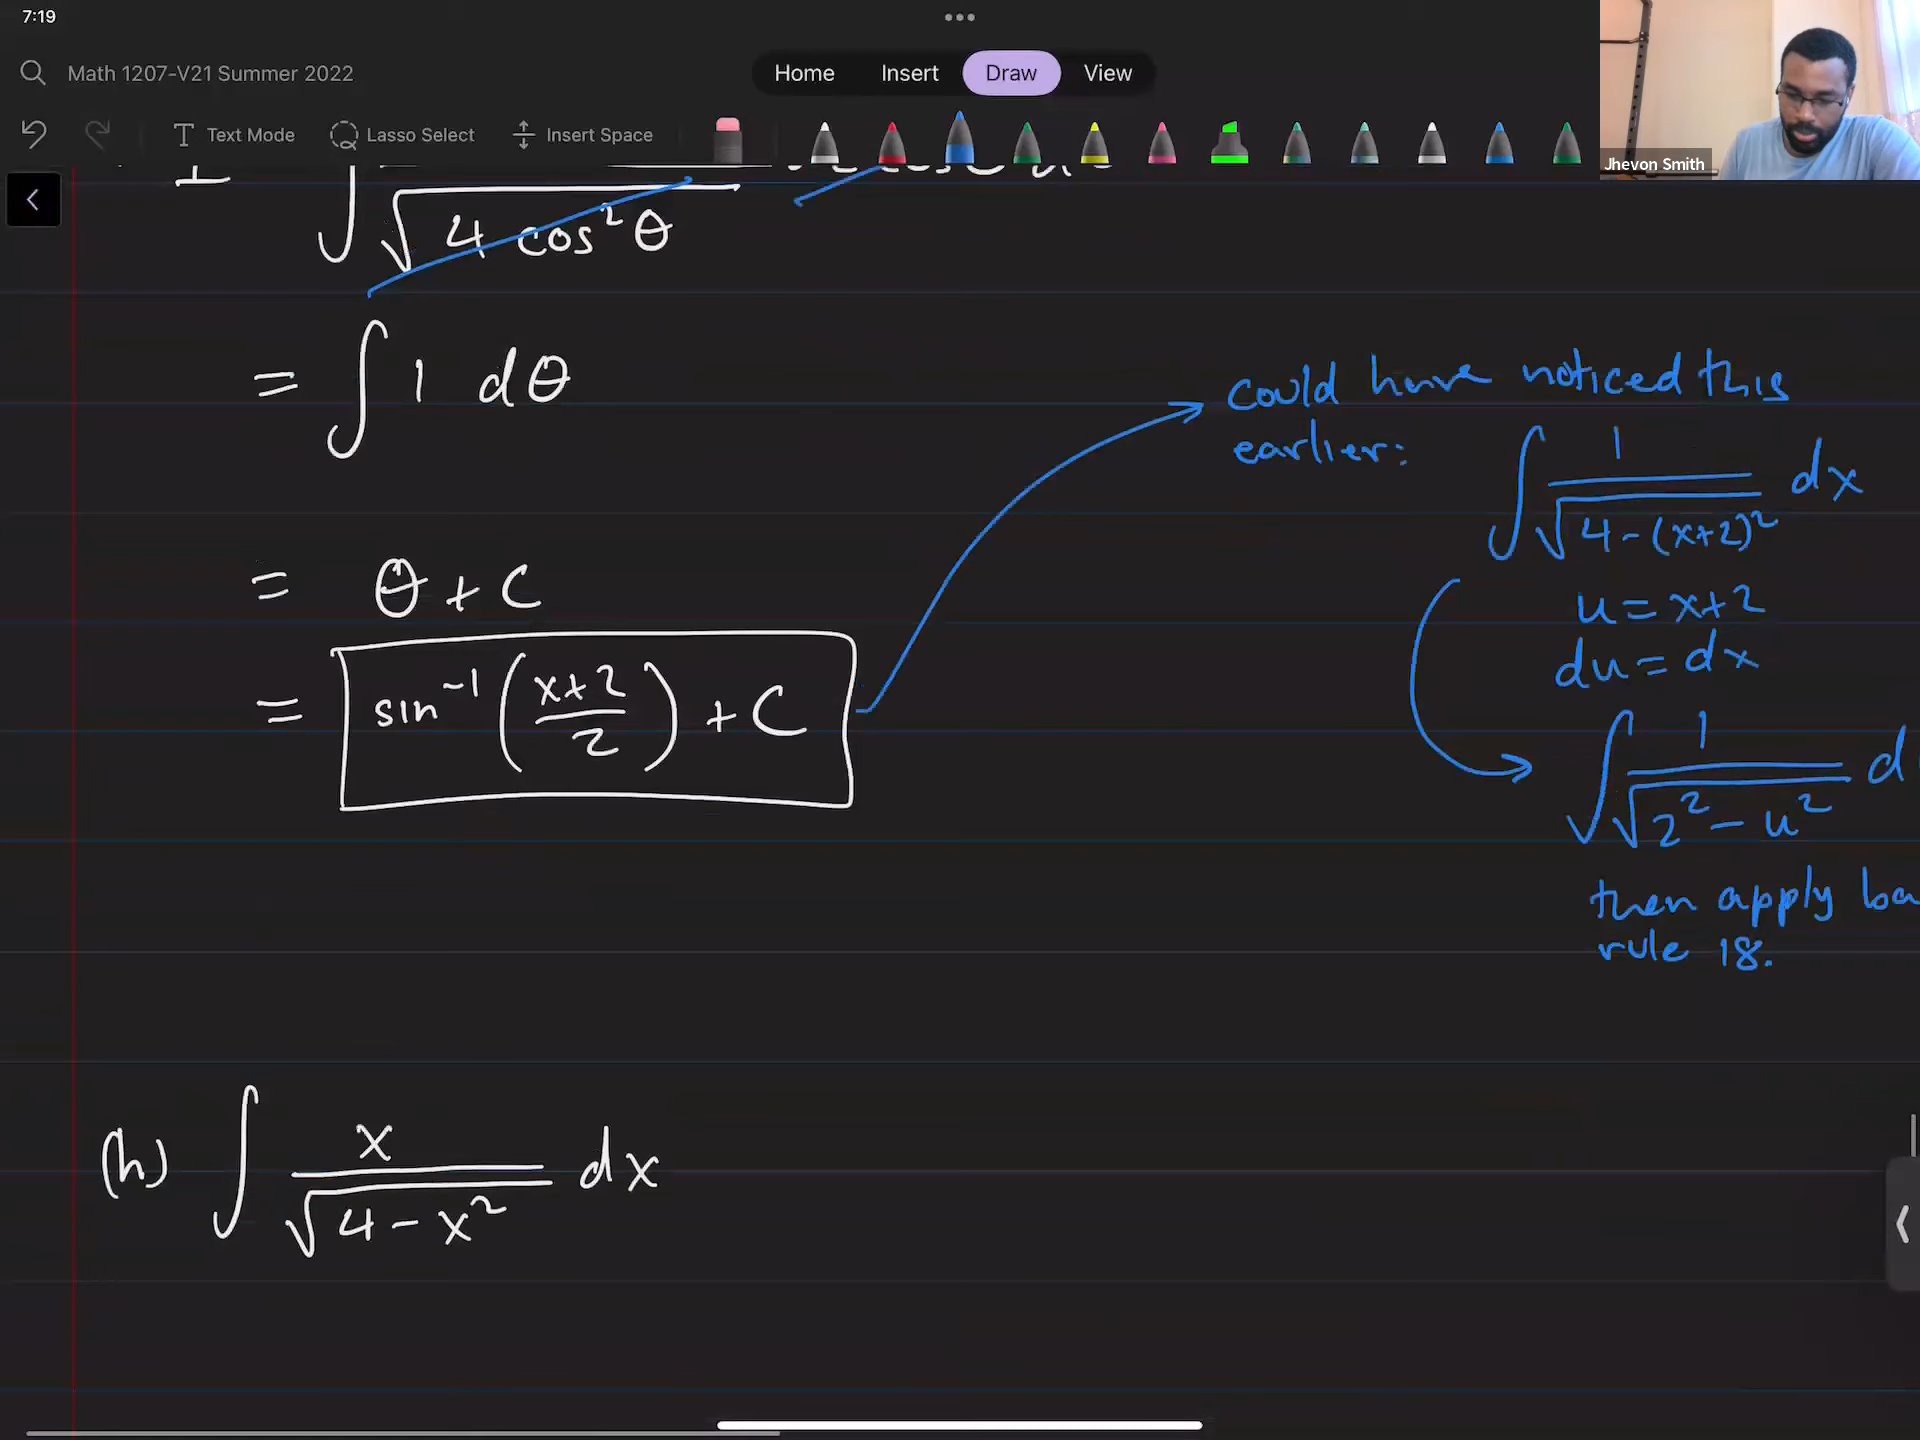 7:19
Math 1207-V21 Summer 2022
Home Insert Draw View
Text Mode Lasso Select Insert Space
Jhevon Smith
√(4 cos²θ)
= ∫ 1 dθ
= θ + C
= sin⁻¹((x+2)/2) + C
could have noticed this
earlier:
∫ 1/√(4-(x+2)²) dx
u = x+2
du = dx
∫ 1/√(2² - u²) d
then apply ba
rule 18.
(h) ∫ x/√(4-x²) dx